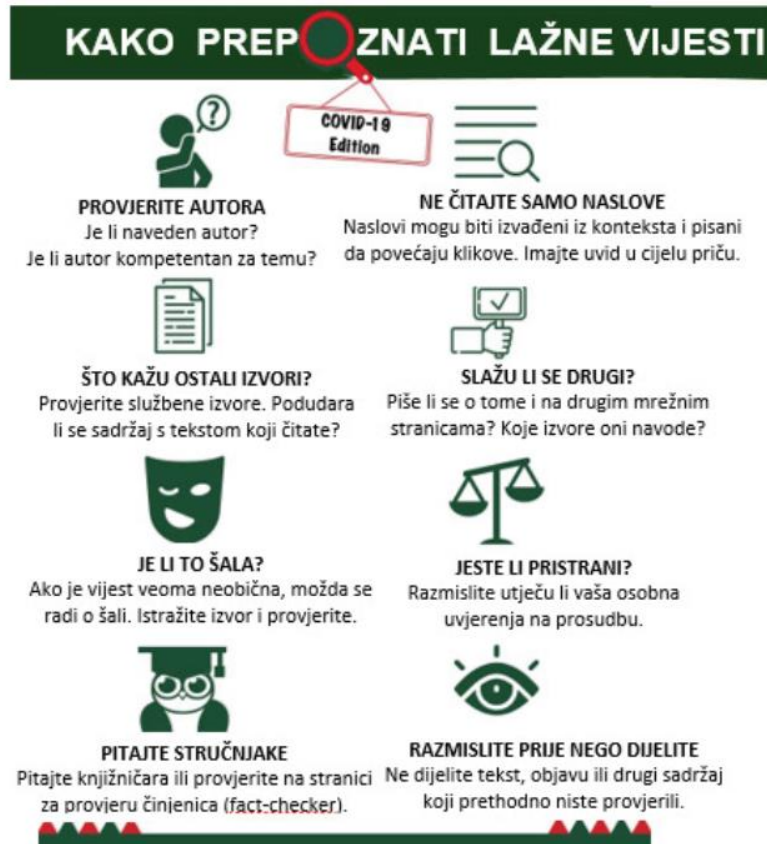 KAKO PREPOZNATI LAŽNE VIJESTI
COVID-19
Edition
PROVJERITE AUTORA
Je li naveden autor?
Je li autor kompetentan za temu?
NE ČITAJTE SAMO NASLOVE
Naslovi mogu biti izvađeni iz konteksta i pisani
da povećaju klikove. Imajte uvid u cijelu priču.
ŠTO KAŽU OSTALI IZVORI?
Provjerite službene izvore. Podudara
li se sadržaj s tekstom koji čitate?
SLAŽU LI SE DRUGI?
Piše li se o tome i na drugim mrežnim
stranicama? Koje izvore oni navode?
JE LI TO ŠALA?
Ako je vijest veoma neobična, možda se
radi o šali. Istražite izvor i provjerite.
JESTE LI PRISTRANI?
Razmislite utječu li vaša osobna
uvjerenja na prosudbu.
PITAJTE STRUČNJAKE
Pitajte knjižničara ili provjerite na stranici
za provjeru činjenica (fact-checker).
RAZMISLITE PRIJE NEGO DIJELITE
Ne dijelite tekst, objavu ili drugi sadržaj
koji prethodno niste provjerili.